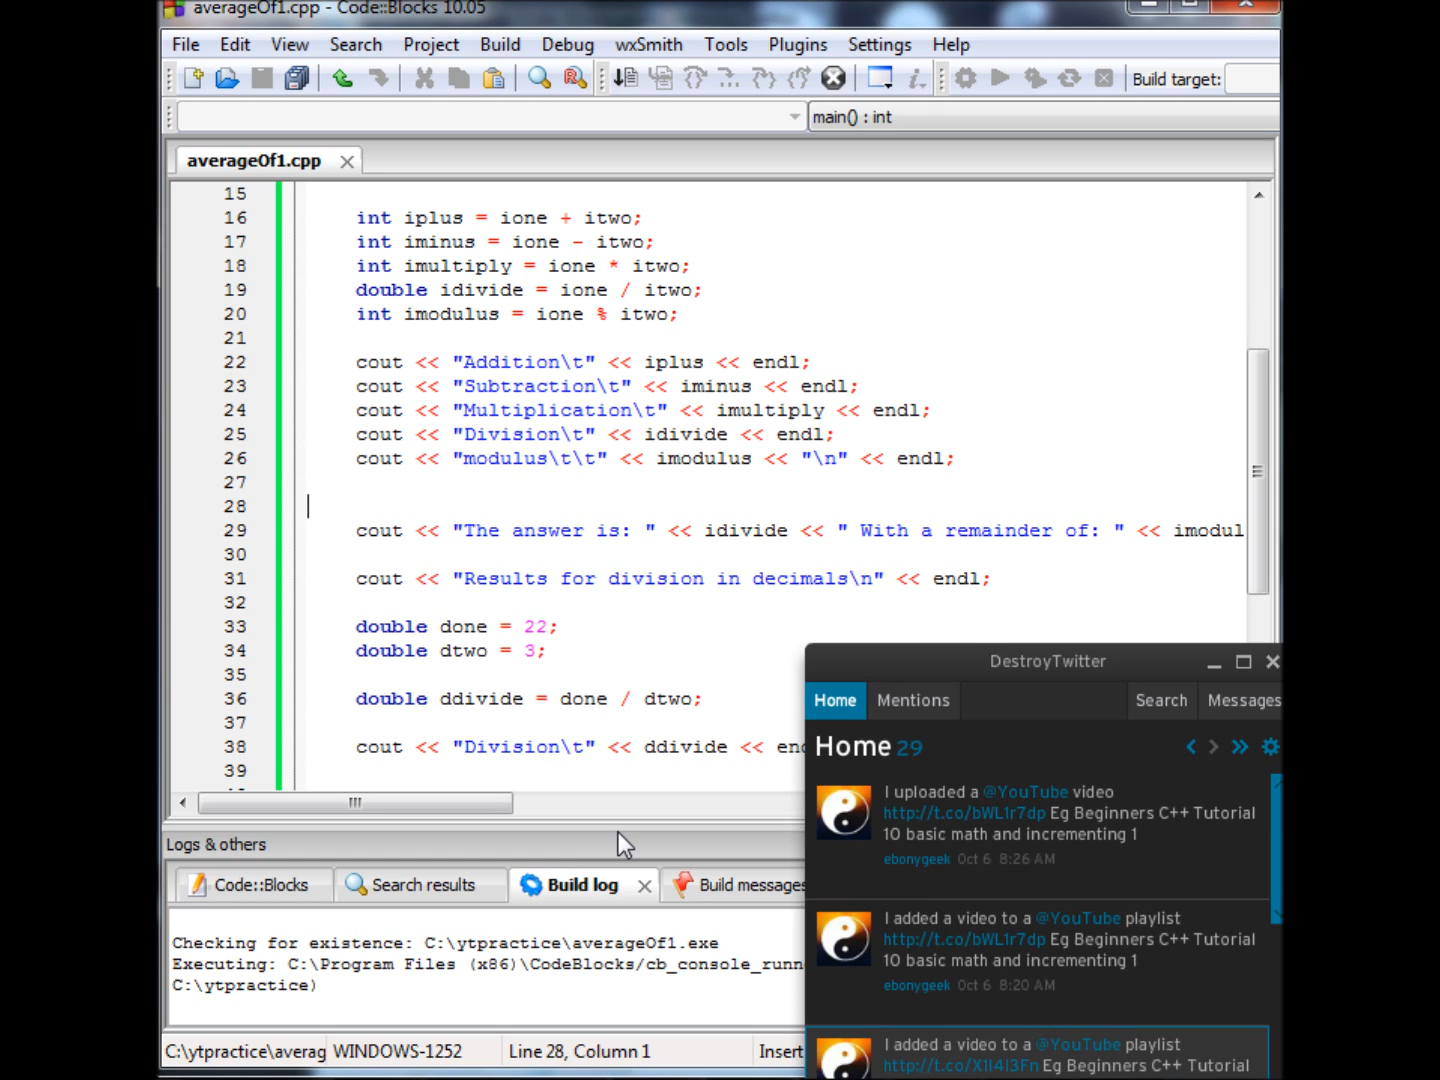 averageOf1.cpp - Code::Blocks 10.05
File Edit View Search Project Build Debug wxSmith Tools Plugins Settings Help
Build target:
main() : int
averageOf1.cpp
15
16 int iplus = ione + itwo;
17 int iminus = ione - itwo;
18 int imultiply = ione * itwo;
19 double idivide = ione / itwo;
20 int imodulus = ione % itwo;
21
22 cout << "Addition\t" << iplus << endl;
23 cout << "Subtraction\t" << iminus << endl;
24 cout << "Multiplication\t" << imultiply << endl;
25 cout << "Division\t" << idivide << endl;
26 cout << "modulus\t\t" << imodulus << "\n" << endl;
27
28
29 cout << "The answer is: " << idivide << " With a remainder of: " << imodul
30
31 cout << "Results for division in decimals\n" << endl;
32
33 double done = 22;
34 double dtwo = 3;
35
36 double ddivide = done / dtwo;
37
38 cout << "Division\t" << ddivide << en
39
Logs & others
Code::Blocks Search results Build log Build messages
Checking for existence: C:\ytpractice\averageOf1.exe
Executing: C:\Program Files (x86)\CodeBlocks/cb_console_runn
C:\ytpractice)
C:\ytpractice\averag WINDOWS-1252 Line 28, Column 1 Insert
DestroyTwitter
Home Mentions Search Messages
Home 29
I uploaded a @YouTube video
http://t.co/bWL1r7dp Eg Beginners C++ Tutorial
10 basic math and incrementing 1
ebonygeek Oct 6 8:26 AM
I added a video to a @YouTube playlist
http://t.co/bWL1r7dp Eg Beginners C++ Tutorial
10 basic math and incrementing 1
ebonygeek Oct 6 8:20 AM
I added a video to a @YouTube playlist
http://t.co/X1I4I3Fn Eg Beginners C++ Tutorial